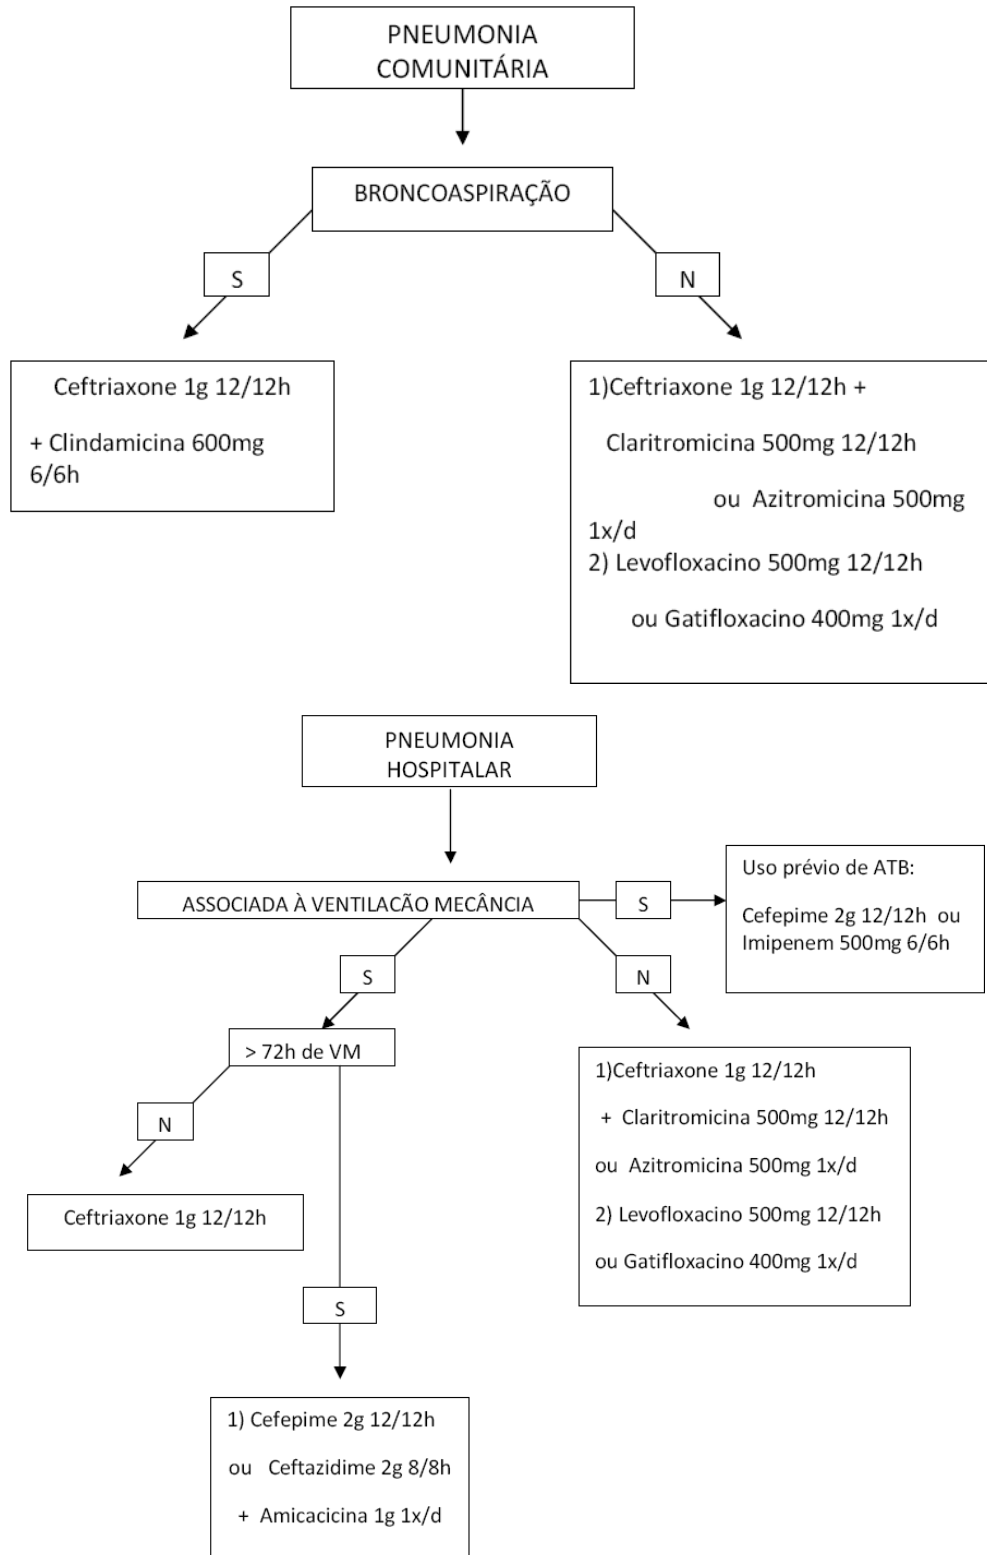 PNEUMONIA
COMUNITÁRIA
BRONCOASPIRAÇÃO
S
N
Ceftriaxone 1g 12/12h
+ Clindamicina 600mg
6/6h
1)Ceftriaxone 1g 12/12h +
Claritromicina 500mg 12/12h
ou Azitromicina 500mg
1x/d
2) Levofloxacino 500mg 12/12h
ou Gatifloxacino 400mg 1x/d
PNEUMONIA
HOSPITALAR
ASSOCIADA À VENTILACÃO MECÂNCIA
S
Uso prévio de ATB:
Cefepime 2g 12/12h ou
Imipenem 500mg 6/6h
S
N
> 72h de VM
N
Ceftriaxone 1g 12/12h
1)Ceftriaxone 1g 12/12h
+ Claritromicina 500mg 12/12h
ou Azitromicina 500mg 1x/d
2) Levofloxacino 500mg 12/12h
ou Gatifloxacino 400mg 1x/d
S
1) Cefepime 2g 12/12h
ou Ceftazidime 2g 8/8h
+ Amicacicina 1g 1x/d